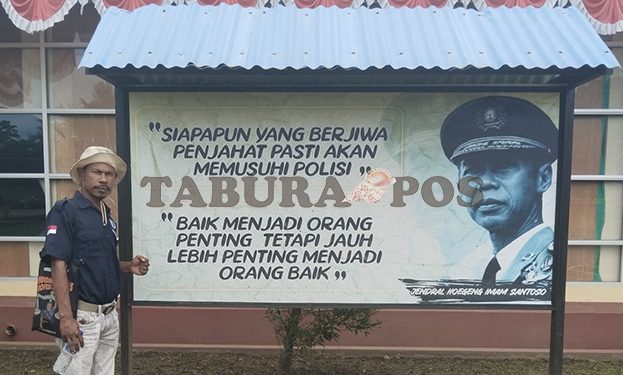 "SIAPAPUN YANG BERJIWA
PENJAHAT PASTI AKAN
MEMUSUHI POLISI"
TABURA POS
"BAIK MENJADI ORANG
PENTING TETAPI JAUH
LEBIH PENTING MENJADI
ORANG BAIK"
JENDRAL HOEGENG IMAM SANTOSO